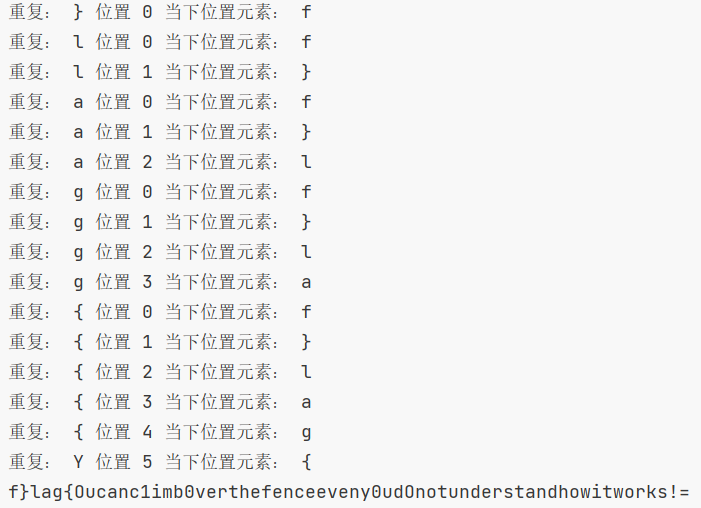 重复： } 位置 0 当下位置元素： f
重复： l 位置 0 当下位置元素： f
重复： l 位置 1 当下位置元素： }
重复： a 位置 0 当下位置元素： f
重复： a 位置 1 当下位置元素： }
重复： a 位置 2 当下位置元素： l
重复： g 位置 0 当下位置元素： f
重复： g 位置 1 当下位置元素： }
重复： g 位置 2 当下位置元素： l
重复： g 位置 3 当下位置元素： a
重复： { 位置 0 当下位置元素： f
重复： { 位置 1 当下位置元素： }
重复： { 位置 2 当下位置元素： l
重复： { 位置 3 当下位置元素： a
重复： { 位置 4 当下位置元素： g
重复： Y 位置 5 当下位置元素： {
f}lag{Oucanc1imb0verthefenceeveny0udOnotunderstandhowitworks!=